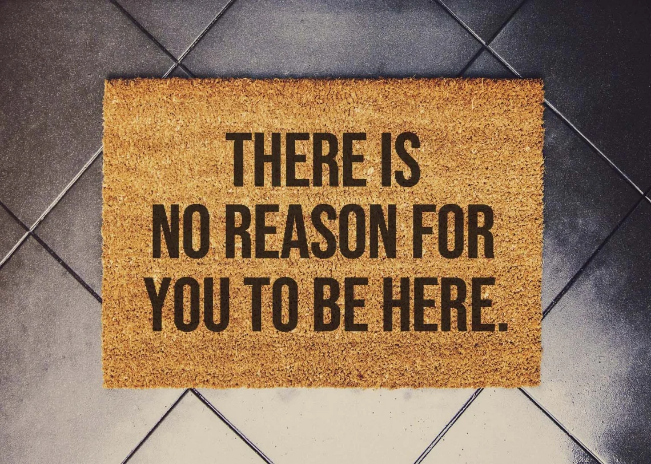 THERE IS
NO REASON FOR
YOU TO BE HERE.